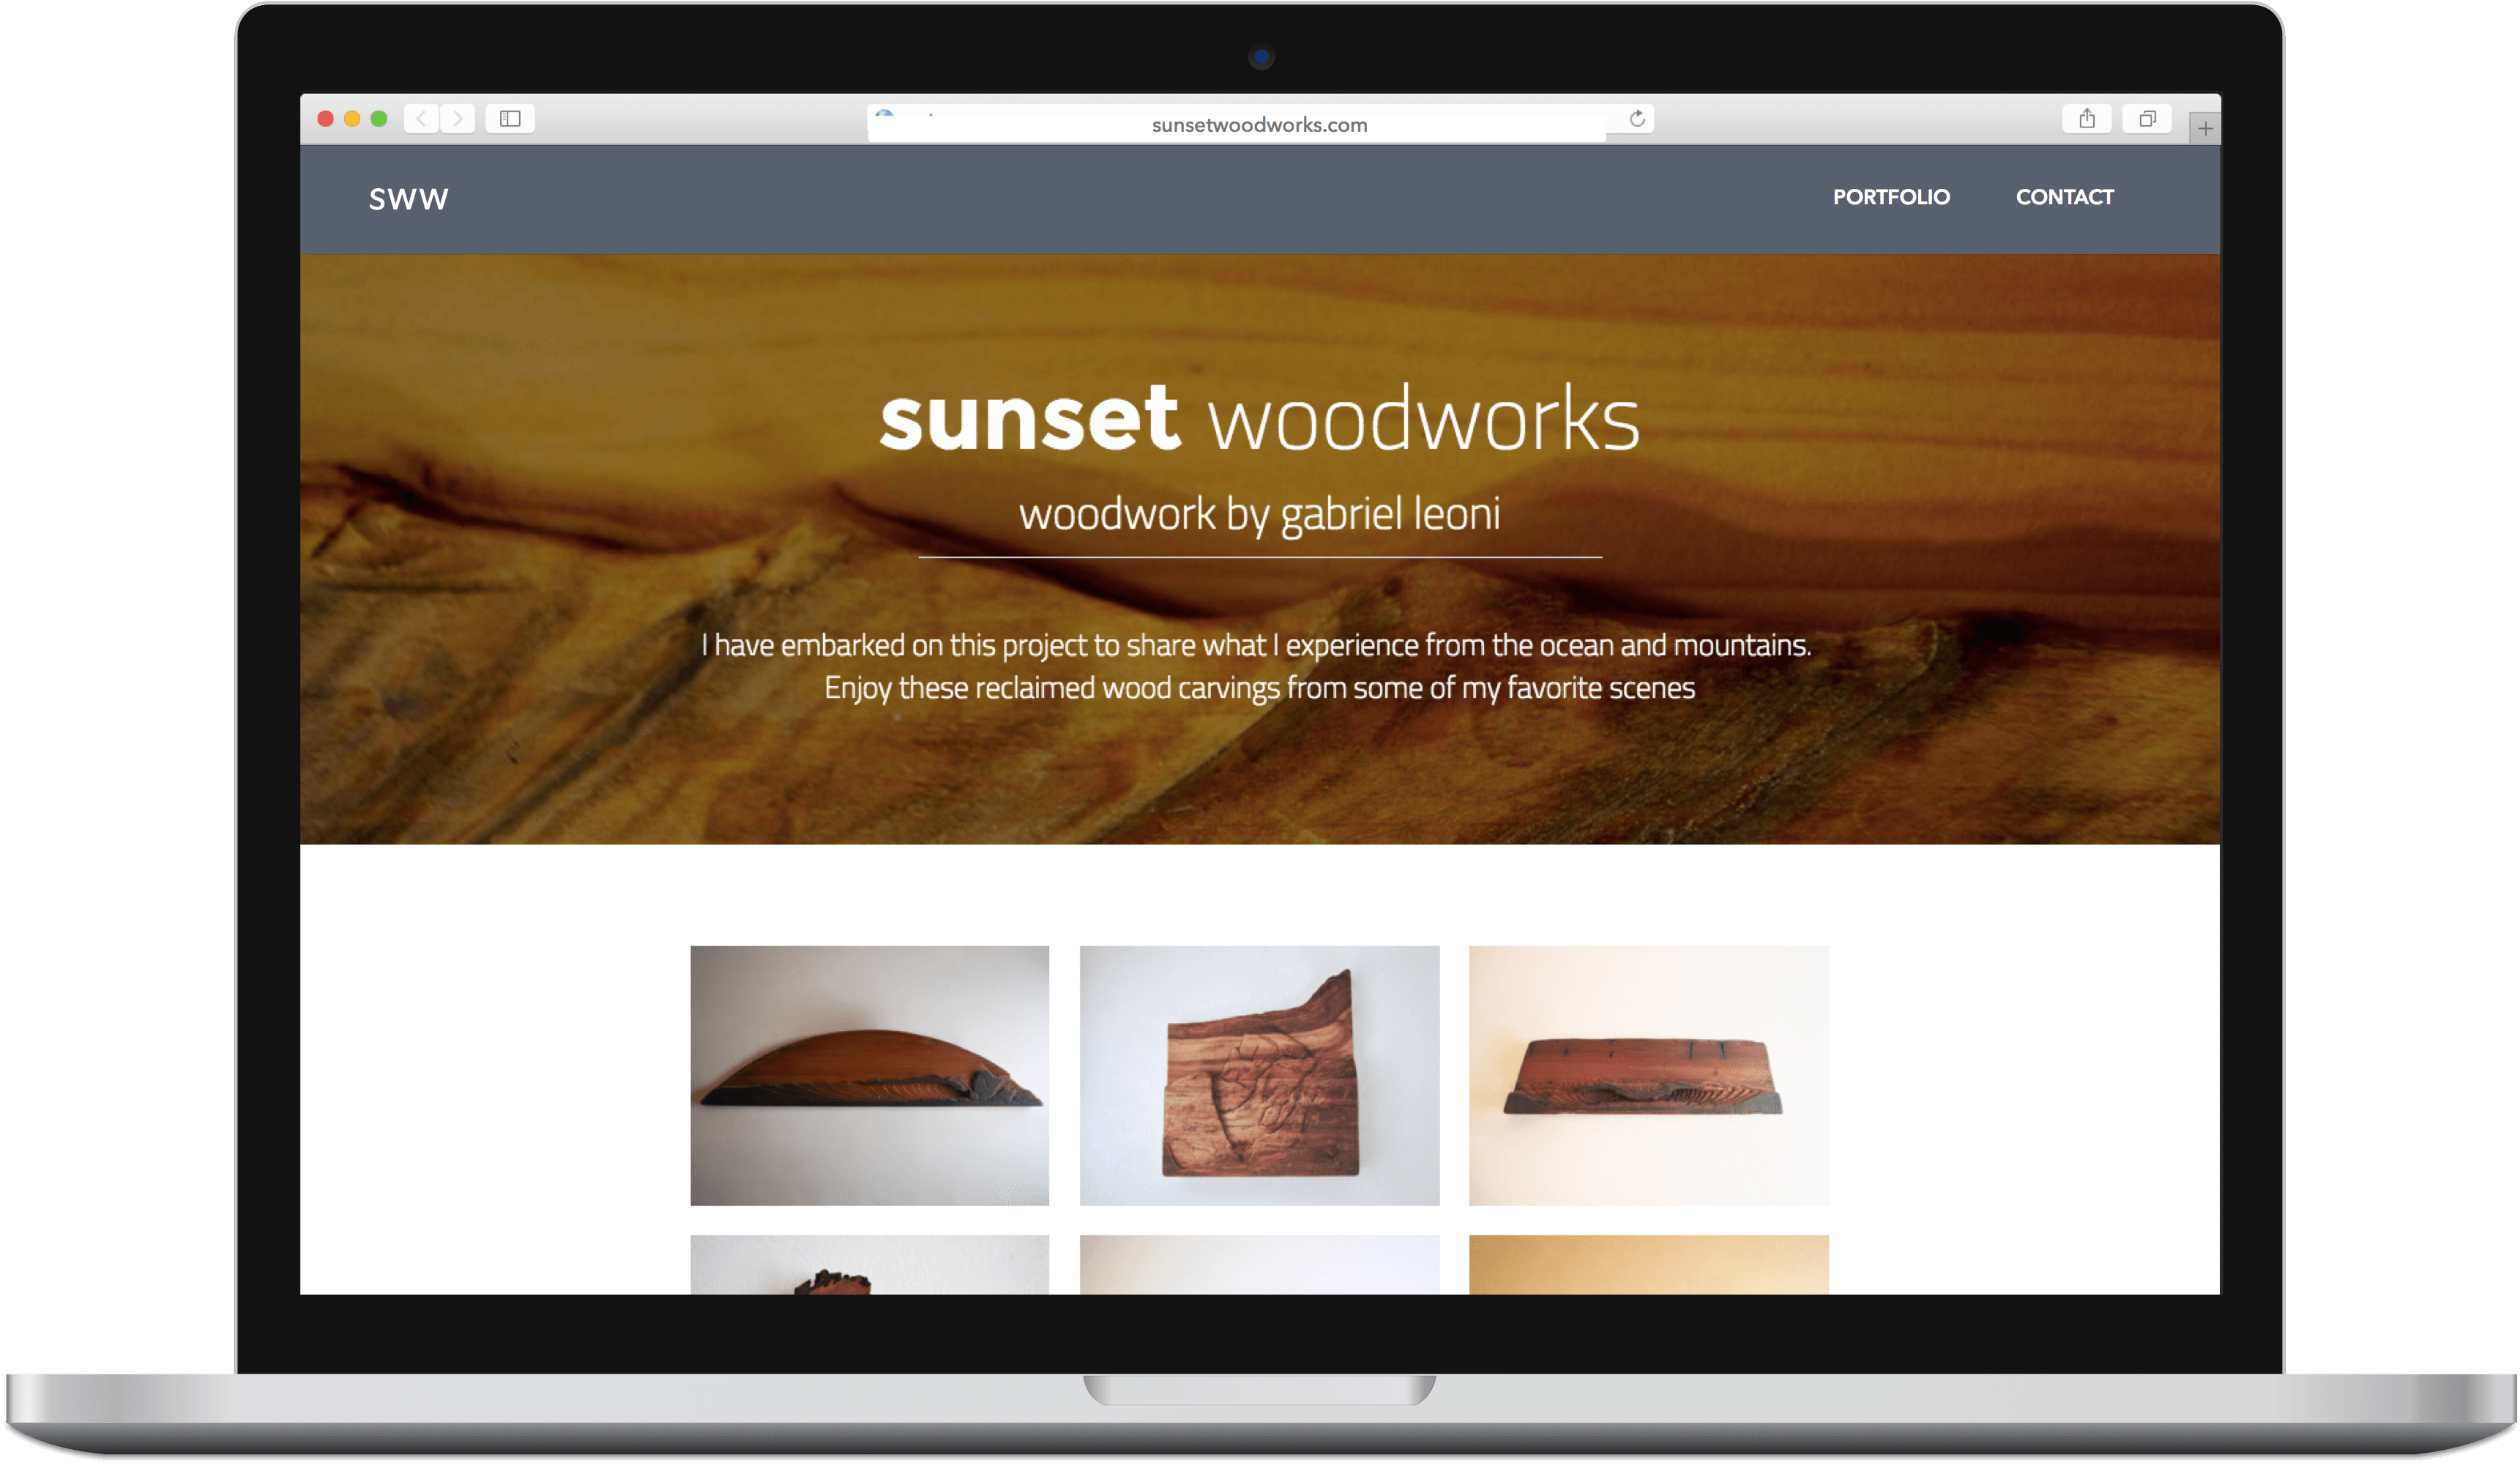 sunsetwoodworks.com
SWW
PORTFOLIO
CONTACT
sunset woodworks
woodwork by gabriel leoni
I have embarked on this project to share what I experience from the ocean and mountains.
Enjoy these reclaimed wood carvings from some of my favorite scenes